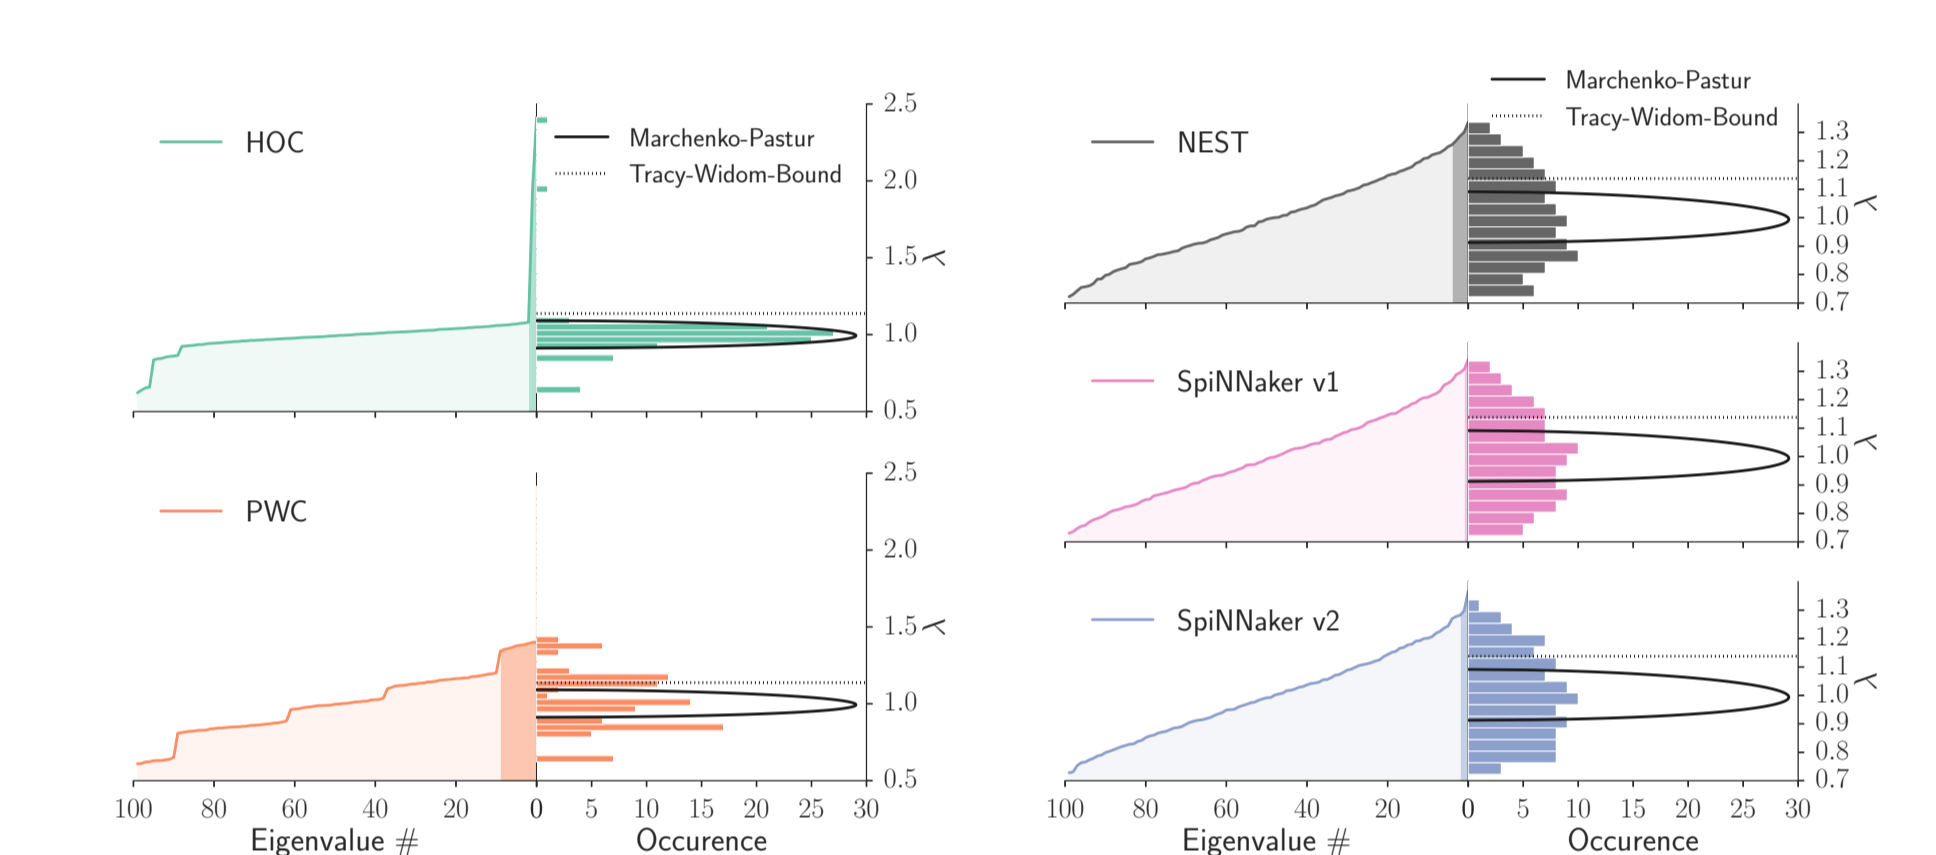 HOC
Marchenko-Pastur
Tracy-Widom-Bound
2.5
2.0
1.5
1.0
0.5
λ
PWC
2.5
2.0
1.5
1.0
0.5
λ
100 80 60 40 20 0 5 10 15 20 25 30
Eigenvalue # Occurence
Marchenko-Pastur
Tracy-Widom-Bound
NEST
1.3
1.2
1.1
1.0
0.9
0.8
0.7
λ
SpiNNaker v1
1.3
1.2
1.1
1.0
0.9
0.8
0.7
λ
SpiNNaker v2
1.3
1.2
1.1
1.0
0.9
0.8
0.7
λ
100 80 60 40 20 0 5 10 15 20 25 30
Eigenvalue # Occurence